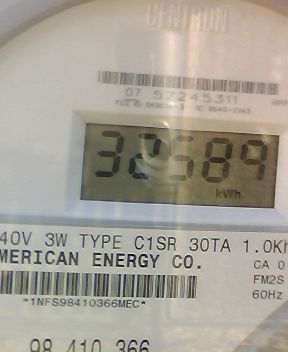 CENTRON
07 57245311
32589
kWh
40V 3W TYPE C1SR 30TA 1.0Kh
MERICAN ENERGY CO.
CA 0
FM2S
*1NFS98410366MEC*
60Hz
98 410 366